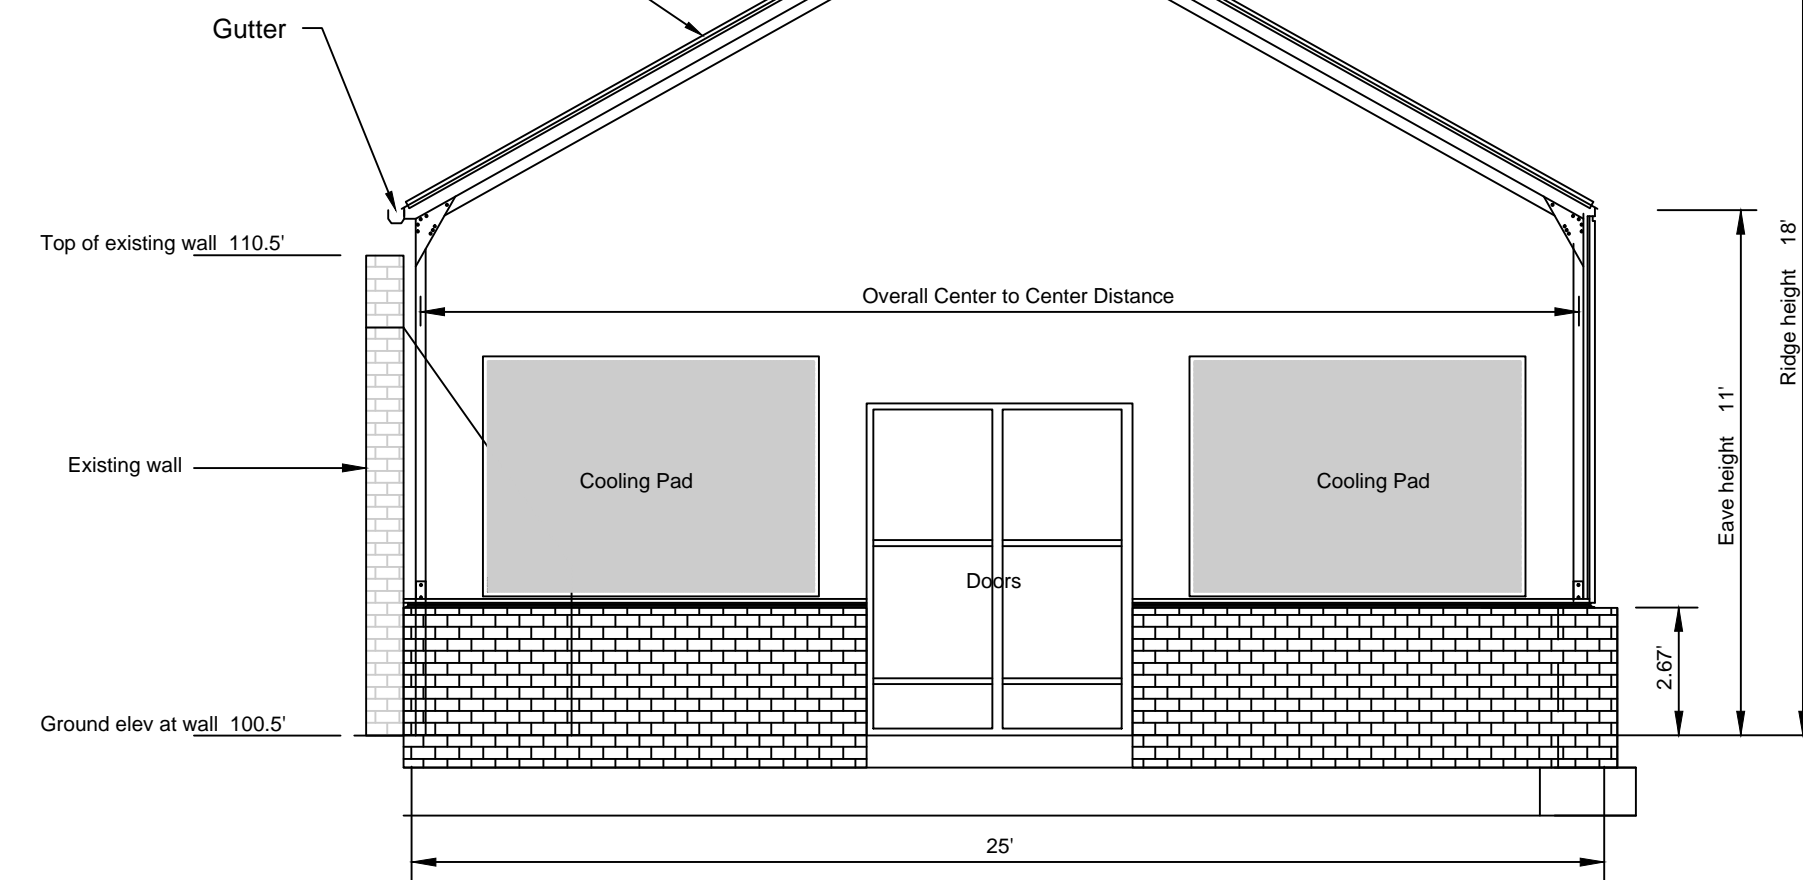 Gutter
Top of existing wall 110.5'
Overall Center to Center Distance
Ridge height 18'
Eave height 11'
Existing wall
Cooling Pad
Cooling Pad
Doors
2.67'
Ground elev at wall 100.5'
25'